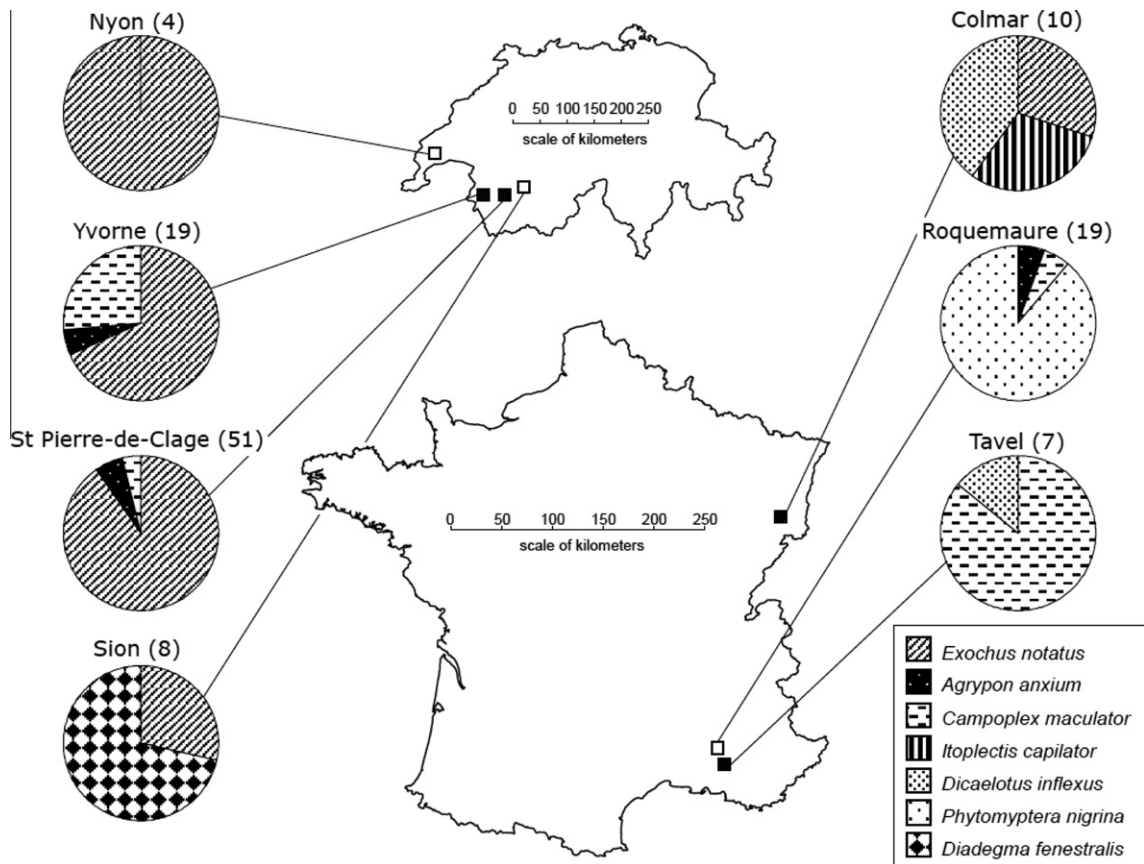 Nyon (4)
Colmar (10)
0 50 100 150 200 250
scale of kilometers
Yvorne (19)
Roquemaure (19)
St Pierre-de-Clage (51)
Tavel (7)
0 50 100 150 200 250
scale of kilometers
Sion (8)
Exochus notatus
Agrypon anxium
Campoplex maculator
Itoplectis capilator
Dicaelotus inflexus
Phytomyptera nigrina
Diadegma fenestralis